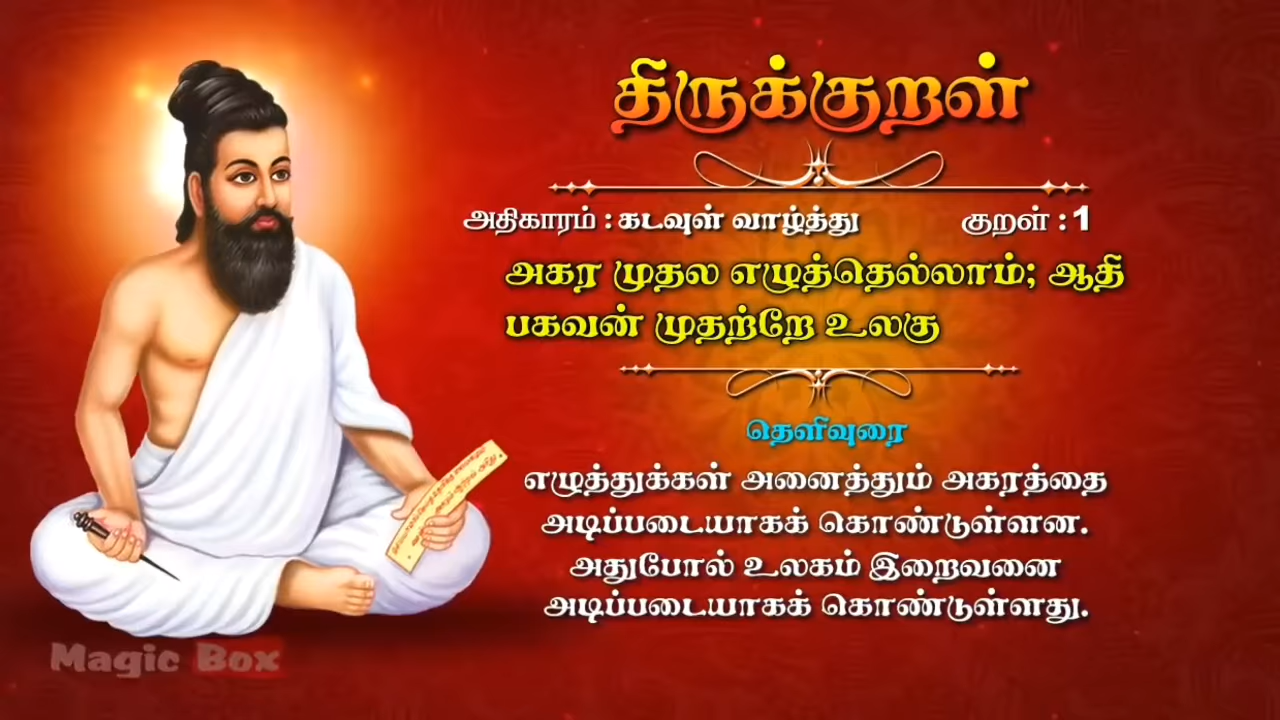 திருக்குறள்
அதிகாரம் : கடவுள் வாழ்த்து குறள் : 1
அகர முதல எழுத்தெல்லாம்; ஆதி
பகவன் முதற்றே உலகு
தெளிவுரை
எழுத்துக்கள் அனைத்தும் அகரத்தை
அடிப்படையாகக் கொண்டுள்ளன.
அதுபோல் உலகம் இறைவனை
அடிப்படையாகக் கொண்டுள்ளது.
Magic Box